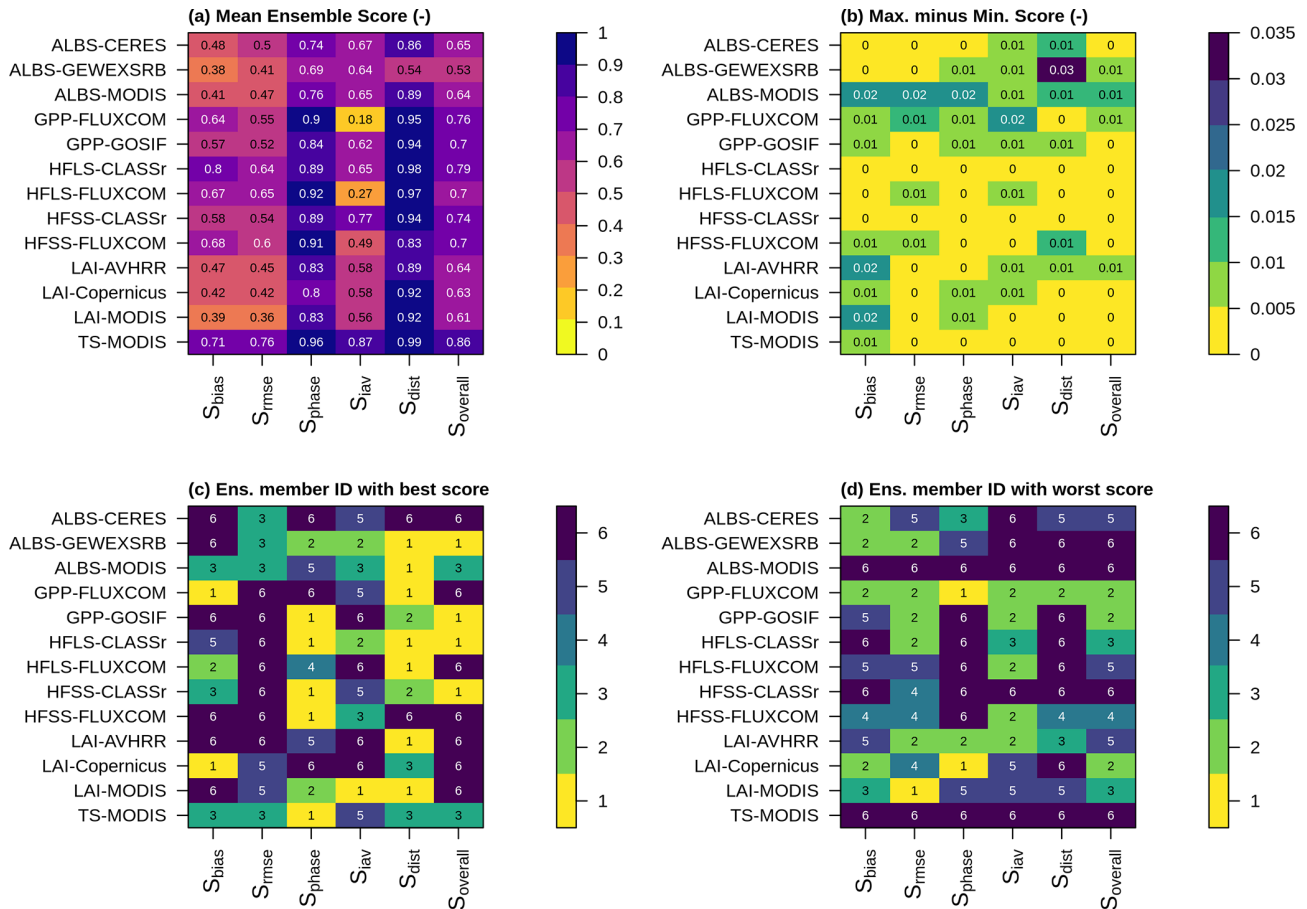 (a) Mean Ensemble Score (-)
ALBS-CERES 0.48 0.5 0.74 0.67 0.86 0.65
ALBS-GEWEXSRB 0.38 0.41 0.69 0.64 0.54 0.53
ALBS-MODIS 0.41 0.47 0.76 0.65 0.89 0.64
GPP-FLUXCOM 0.64 0.55 0.9 0.18 0.95 0.76
GPP-GOSIF 0.57 0.52 0.84 0.62 0.94 0.7
HFLS-CLASSr 0.8 0.64 0.89 0.65 0.98 0.79
HFLS-FLUXCOM 0.67 0.65 0.92 0.27 0.97 0.7
HFSS-CLASSr 0.58 0.54 0.89 0.77 0.94 0.74
HFSS-FLUXCOM 0.68 0.6 0.91 0.49 0.83 0.7
LAI-AVHRR 0.47 0.45 0.83 0.58 0.89 0.64
LAI-Copernicus 0.42 0.42 0.8 0.58 0.92 0.63
LAI-MODIS 0.39 0.36 0.83 0.56 0.92 0.61
TS-MODIS 0.71 0.76 0.96 0.87 0.99 0.86
Sbias Srmse Sphase Siav Sdist Soverall
1
0.9
0.8
0.7
0.6
0.5
0.4
0.3
0.2
0.1
0
(b) Max. minus Min. Score (-)
ALBS-CERES 0 0 0 0.01 0.01 0
ALBS-GEWEXSRB 0 0 0.01 0.01 0.03 0.01
ALBS-MODIS 0.02 0.02 0.02 0.01 0.01 0.01
GPP-FLUXCOM 0.01 0.01 0.01 0.02 0 0.01
GPP-GOSIF 0.01 0 0.01 0.01 0.01 0
HFLS-CLASSr 0 0 0 0 0 0
HFLS-FLUXCOM 0 0.01 0 0.01 0 0
HFSS-CLASSr 0 0 0 0 0 0
HFSS-FLUXCOM 0.01 0.01 0 0 0.01 0
LAI-AVHRR 0.02 0 0 0.01 0.01 0.01
LAI-Copernicus 0.01 0 0.01 0.01 0 0
LAI-MODIS 0.02 0 0.01 0 0 0
TS-MODIS 0.01 0 0 0 0 0
Sbias Srmse Sphase Siav Sdist Soverall
0.035
0.03
0.025
0.02
0.015
0.01
0.005
0
(c) Ens. member ID with best score
ALBS-CERES 6 3 6 5 6 6
ALBS-GEWEXSRB 6 3 2 2 1 1
ALBS-MODIS 3 3 5 3 1 3
GPP-FLUXCOM 1 6 6 5 1 6
GPP-GOSIF 6 6 1 6 2 1
HFLS-CLASSr 5 6 1 2 1 1
HFLS-FLUXCOM 2 6 4 6 1 6
HFSS-CLASSr 3 6 1 5 2 1
HFSS-FLUXCOM 6 6 1 3 6 6
LAI-AVHRR 6 6 5 6 1 6
LAI-Copernicus 1 5 6 6 3 6
LAI-MODIS 6 5 2 1 1 6
TS-MODIS 3 3 1 5 3 3
Sbias Srmse Sphase Siav Sdist Soverall
6
5
4
3
2
1
(d) Ens. member ID with worst score
ALBS-CERES 2 5 3 6 5 5
ALBS-GEWEXSRB 2 2 5 6 6 6
ALBS-MODIS 6 6 6 6 6 6
GPP-FLUXCOM 2 2 1 2 2 2
GPP-GOSIF 5 2 6 2 6 2
HFLS-CLASSr 6 2 6 3 6 3
HFLS-FLUXCOM 5 5 6 2 6 5
HFSS-CLASSr 6 4 6 6 6 6
HFSS-FLUXCOM 4 4 6 2 4 4
LAI-AVHRR 5 2 2 2 3 5
LAI-Copernicus 2 4 1 5 6 2
LAI-MODIS 3 1 5 5 6 3
TS-MODIS 6 6 6 6 6 6
Sbias Srmse Sphase Siav Sdist Soverall
6
5
4
3
2
1